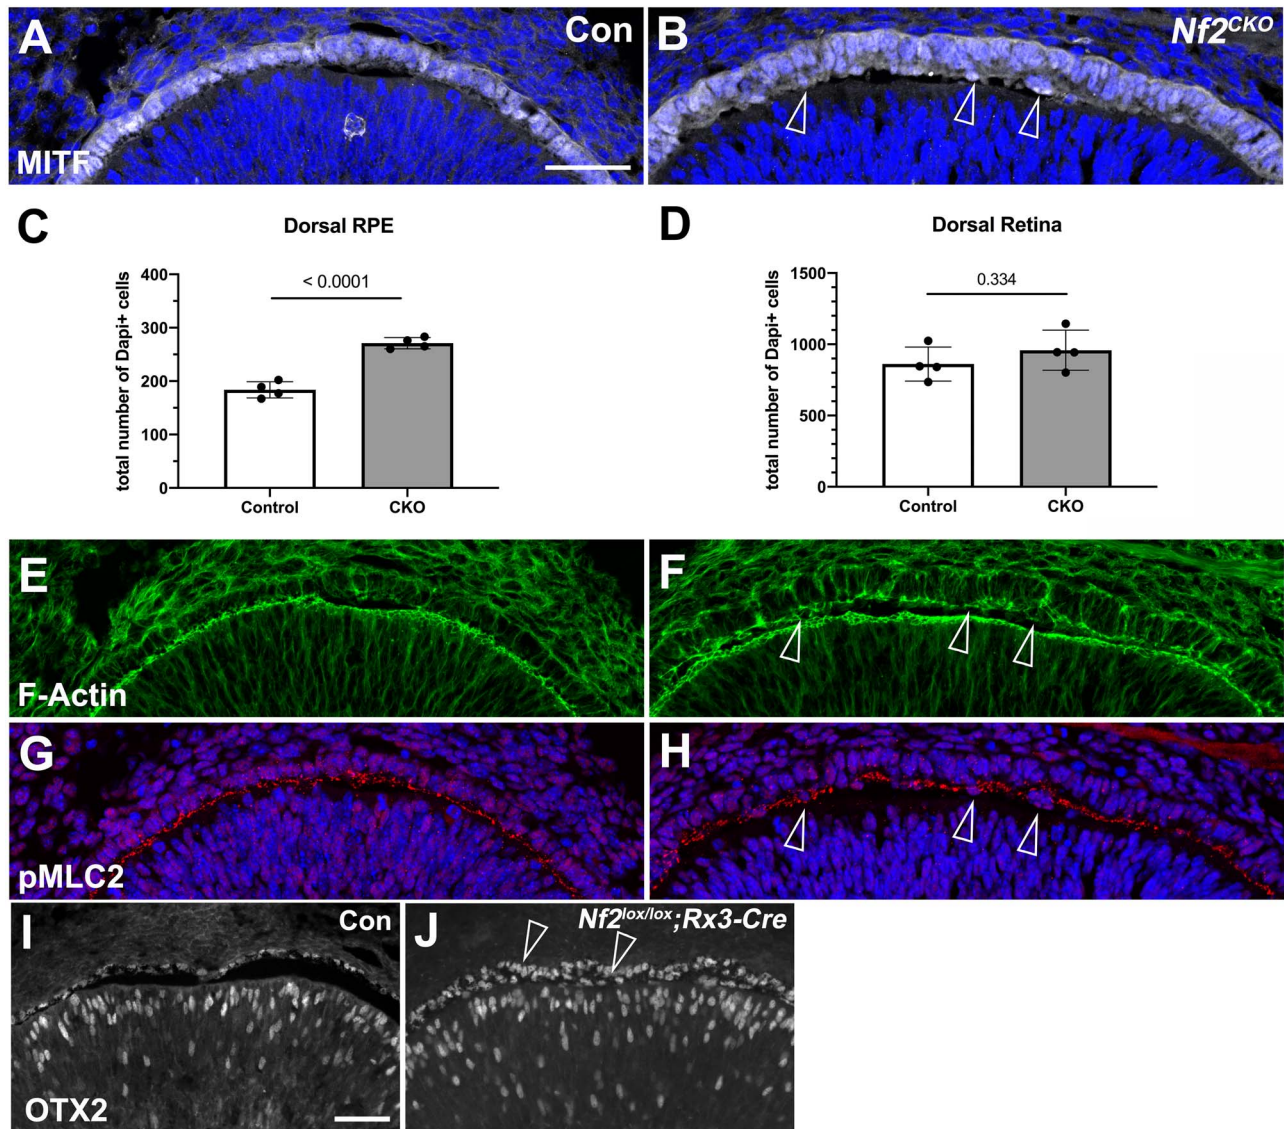 A
Con
MITF
B
Nf2CKO
C
Dorsal RPE
total number of Dapi+ cells
400
300
200
100
0
< 0.0001
Control
CKO
D
Dorsal Retina
total number of Dapi+ cells
1500
1000
500
0
0.334
Control
CKO
E
F-Actin
F
G
pMLC2
H
I
Con
OTX2
J
Nf2lox/lox;Rx3-Cre